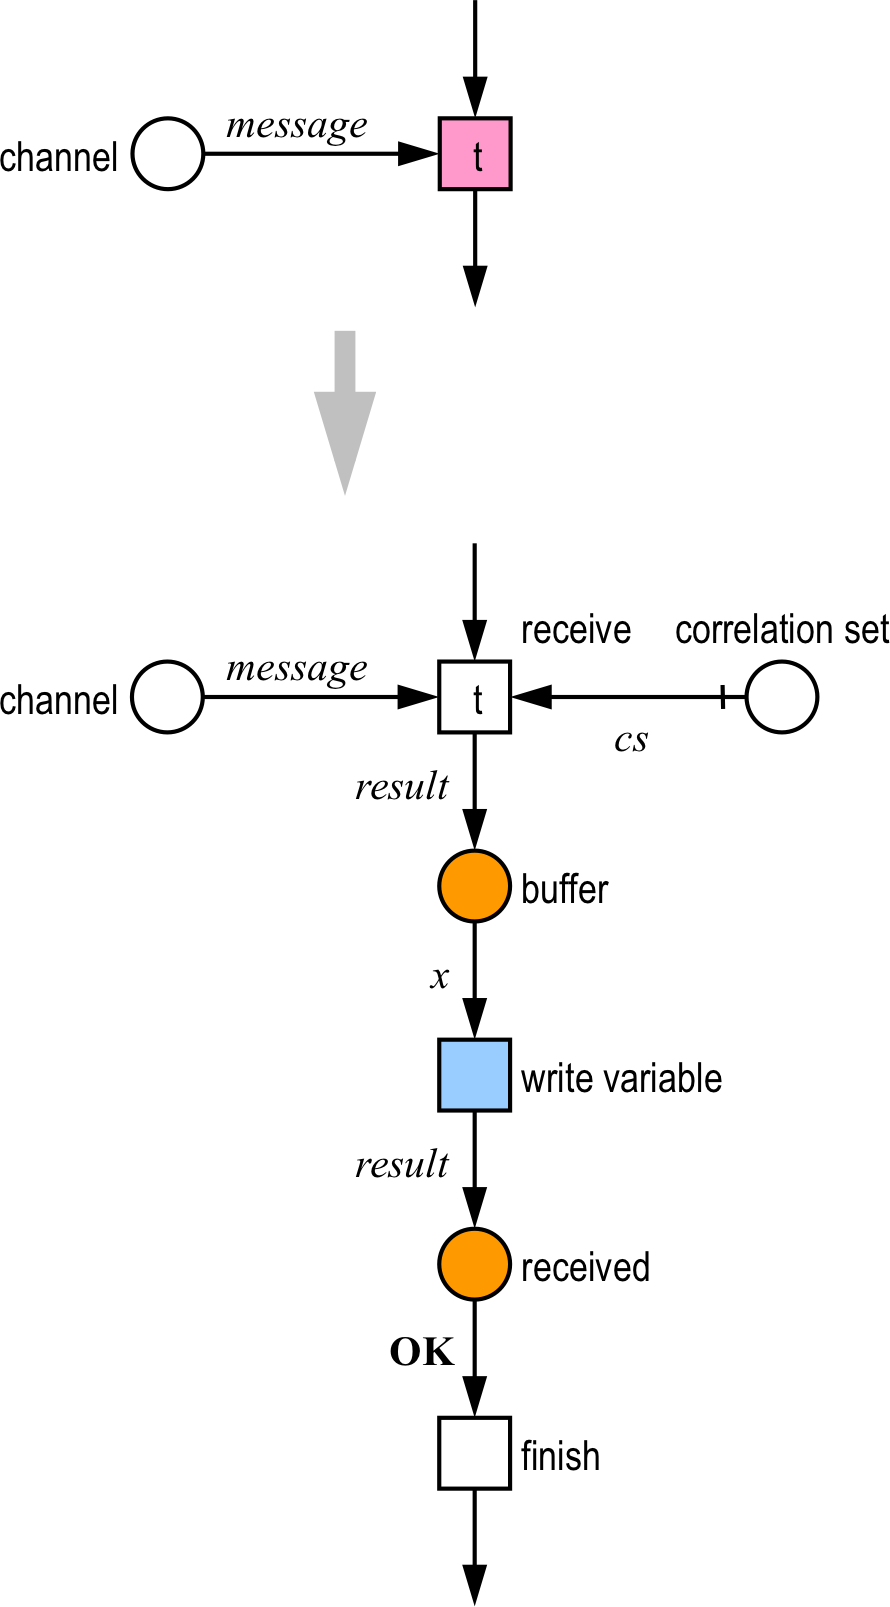 message
channel
t
receive
correlation set
message
channel
t
cs
result
buffer
x
write variable
result
received
OK
finish